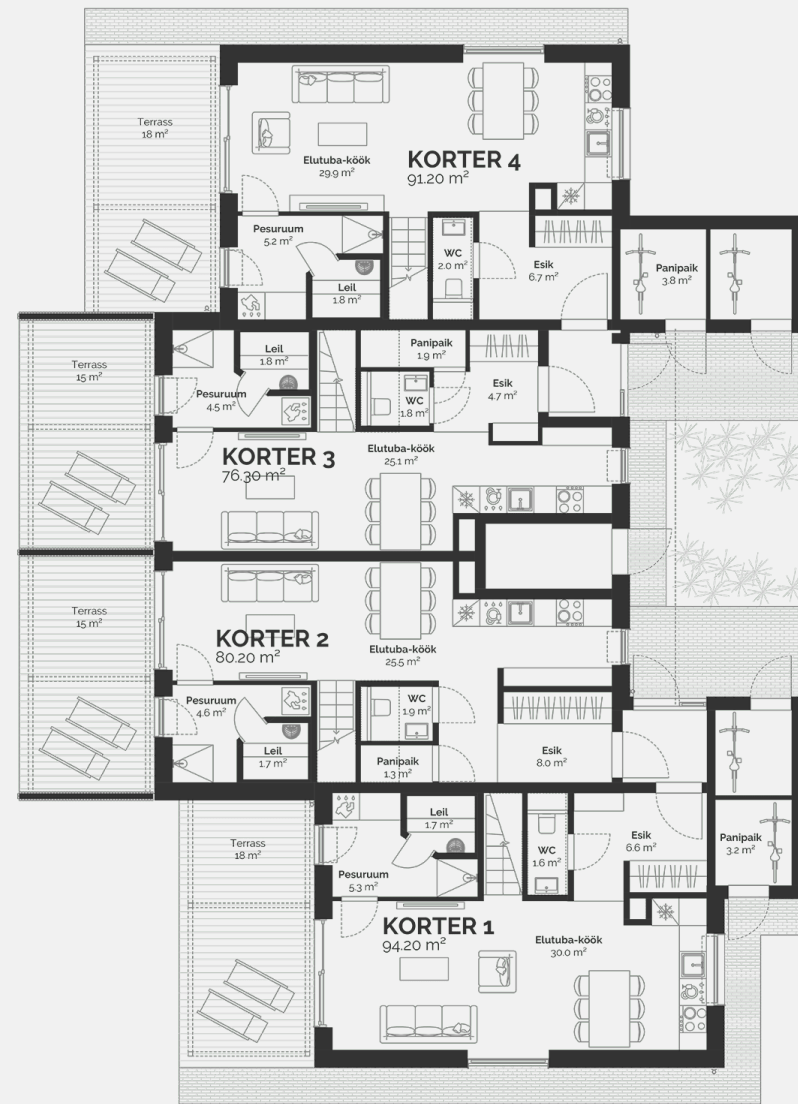 Terrass
18 m²
Elutuba-köök
29.9 m²
KORTER 4
91.20 m²
Pesuruum
5.2 m²
Leil
1.8 m²
WC
2.0 m²
Esik
6.7 m²
Panipaik
3.8 m²
Terrass
15 m²
Pesuruum
4.5 m²
Leil
1.8 m²
Panipaik
1.9 m²
WC
1.8 m²
Esik
4.7 m²
KORTER 3
76.30 m²
Elutuba-köök
25.1 m²
Terrass
15 m²
KORTER 2
80.20 m²
Elutuba-köök
25.5 m²
Pesuruum
4.6 m²
Leil
1.7 m²
WC
1.9 m²
Panipaik
1.3 m²
Esik
8.0 m²
Terrass
18 m²
Pesuruum
5.3 m²
Leil
1.7 m²
WC
1.6 m²
Esik
6.6 m²
Panipaik
3.2 m²
KORTER 1
94.20 m²
Elutuba-köök
30.0 m²